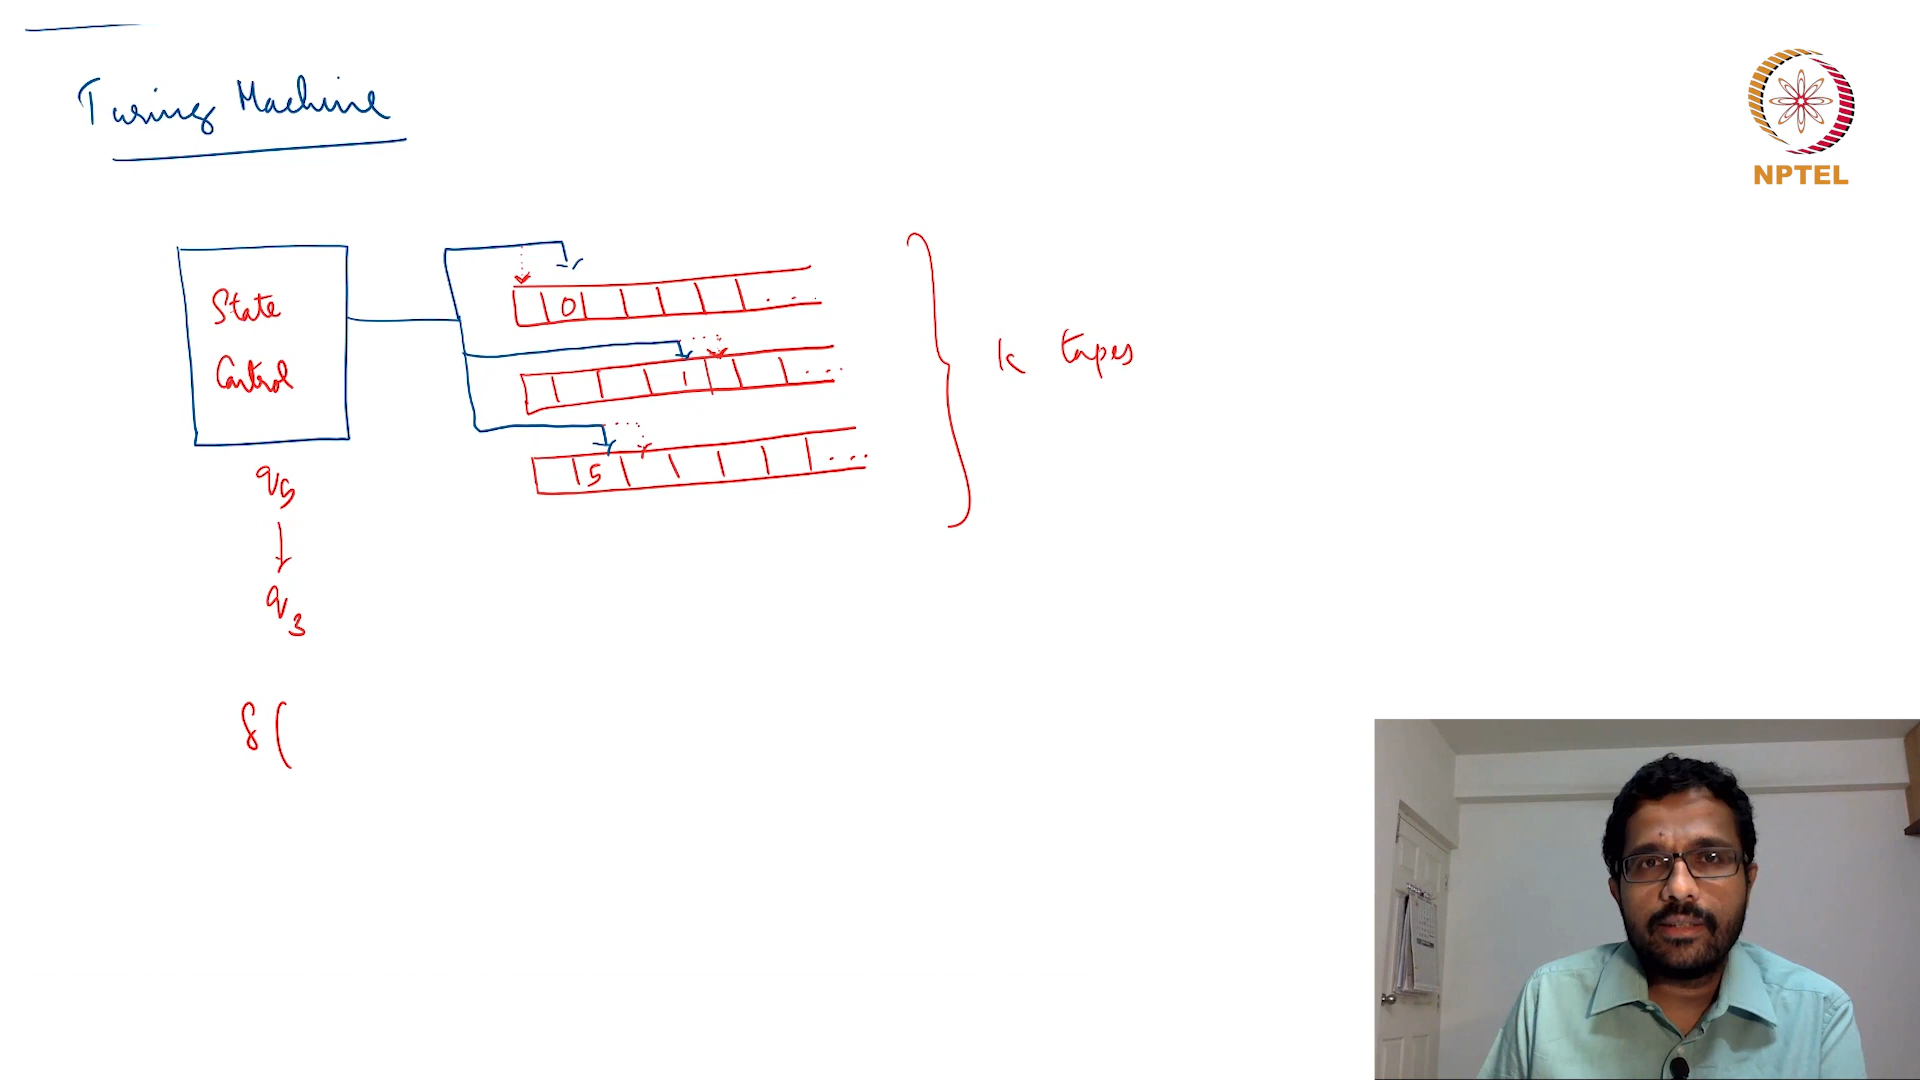 Turing Machine
NPTEL
State
Control
0
1
5
k tapes
q5
↓
q3
δ(